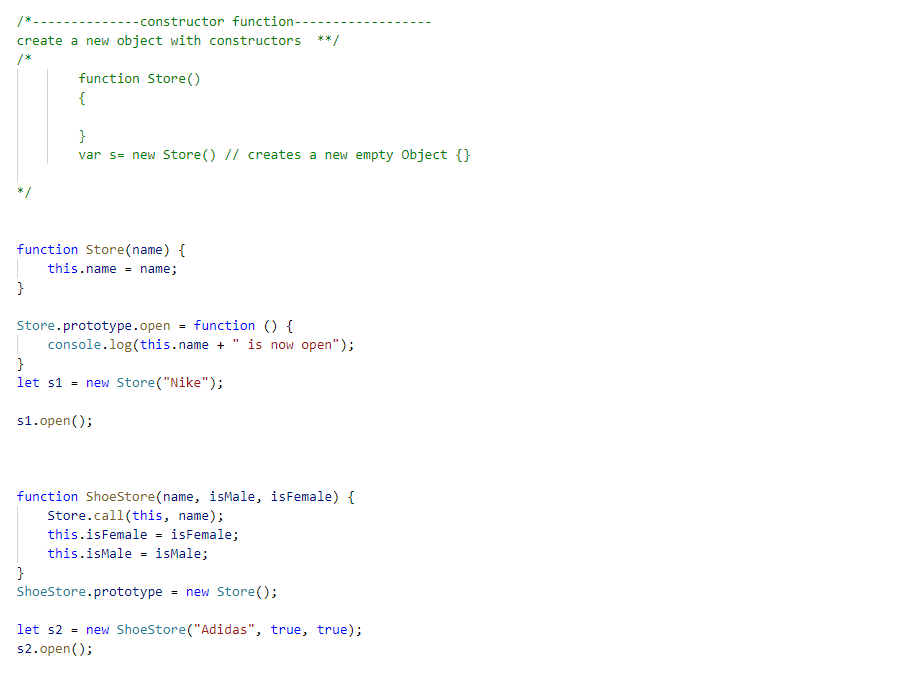 /*--------------constructor function------------------
create a new object with constructors  **/
/*
        function Store()
        {

        }
        var s= new Store() // creates a new empty Object {}

*/


function Store(name) {
    this.name = name;
}

Store.prototype.open = function () {
    console.log(this.name + " is now open");
}
let s1 = new Store("Nike");

s1.open();



function ShoeStore(name, isMale, isFemale) {
    Store.call(this, name);
    this.isFemale = isFemale;
    this.isMale = isMale;
}
ShoeStore.prototype = new Store();

let s2 = new ShoeStore("Adidas", true, true);
s2.open();